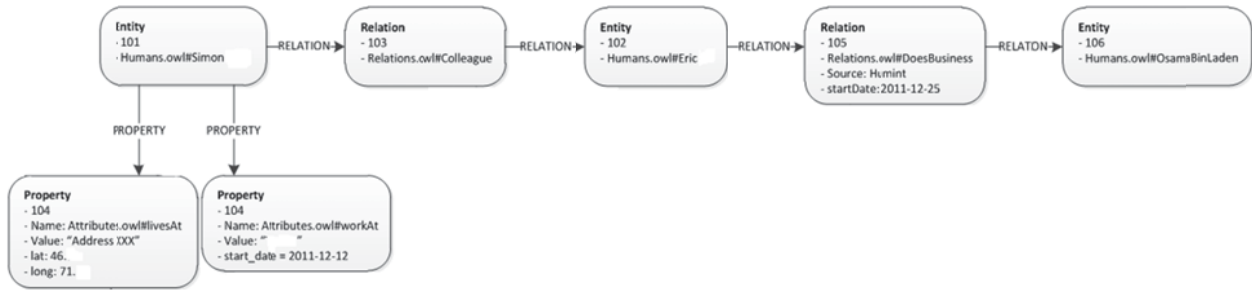 Entity
- 101
- Humans.owl#Simon
RELATION
Relation
- 103
- Relations.owl#Colleague
RELATION
Entity
- 102
- Humans.owl#Eric
RELATION
Relation
- 105
- Relations.owl#DoesBusiness
- Source: Humint
- startDate:2011-12-25
RELATON
Entity
- 106
- Humans.owl#OsamaBinLaden
PROPERTY
PROPERTY
Property
- 104
- Name: Attributes.owl#livesAt
- Value: "Address XXX"
- lat: 46.
- long: 71.
Property
- 104
- Name: Attributes.owl#workAt
- Value: " "
- start_date = 2011-12-12